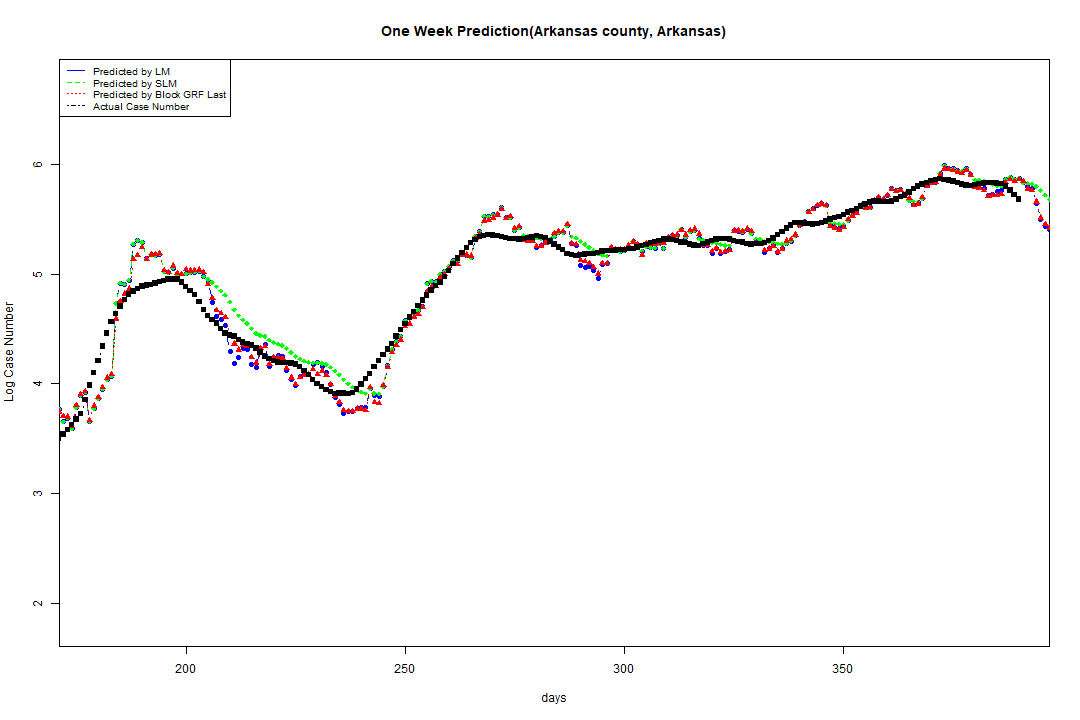 One Week Prediction(Arkansas county, Arkansas)
Predicted by LM
Predicted by SLM
Predicted by Block GRF Last
Actual Case Number
6
5
4
3
2
Log Case Number
200
250
300
350
days